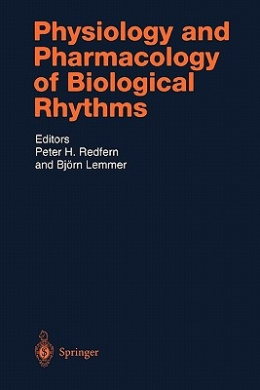 Physiology and
Pharmacology
of Biological
Rhythms
Editors
Peter H. Redfern
and Björn Lemmer
Springer